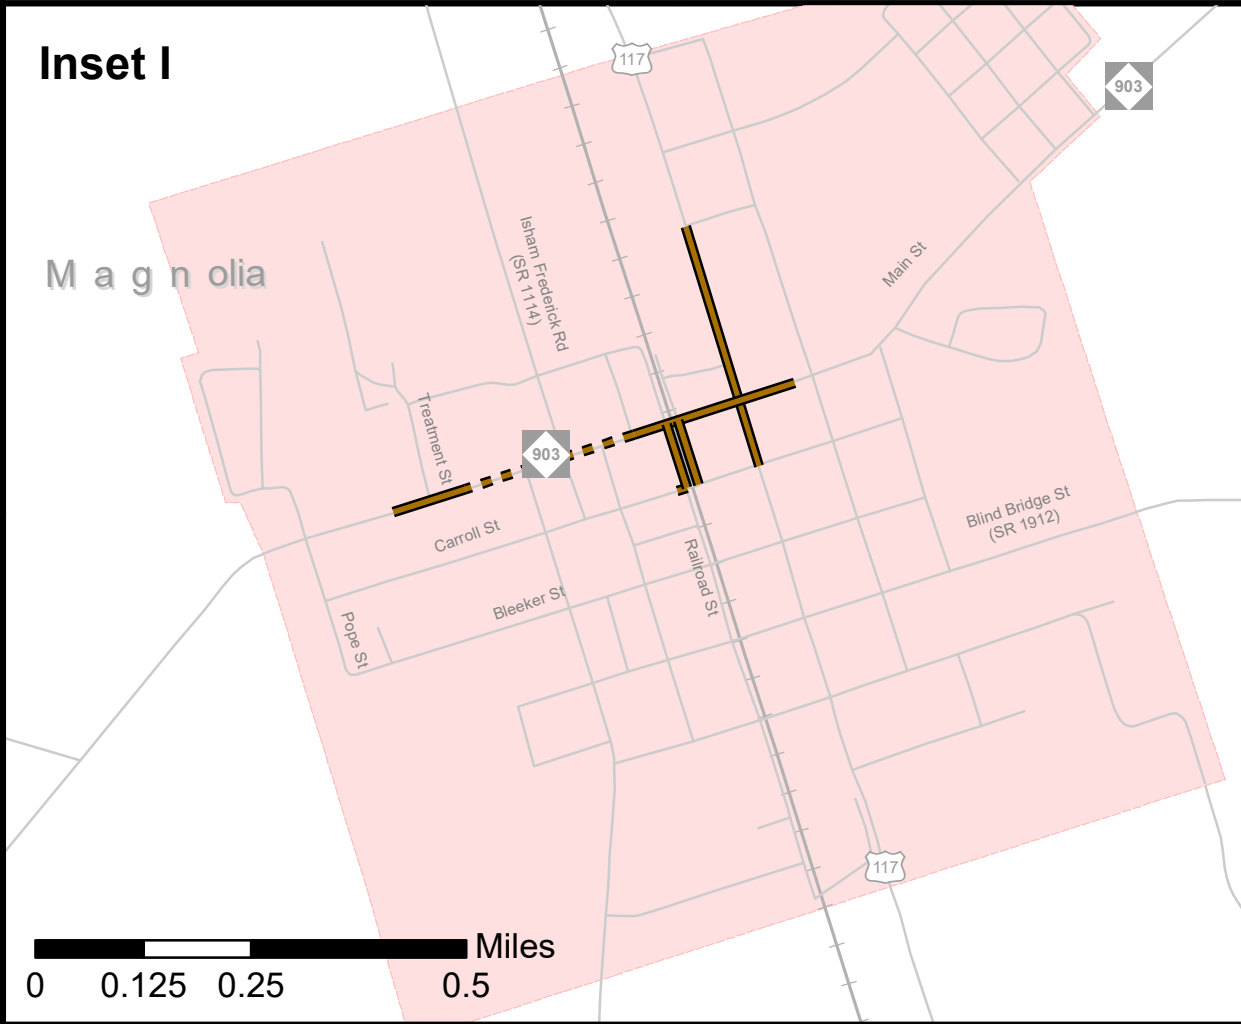 Inset I
117
903
Magnolia
Isham Frederick Rd
(SR 1114)
Main St
Treatment St
903
Carroll St
Blind Bridge St
(SR 1912)
Railroad St
Bleeker St
Pope St
117
Miles
0 0.125 0.25 0.5